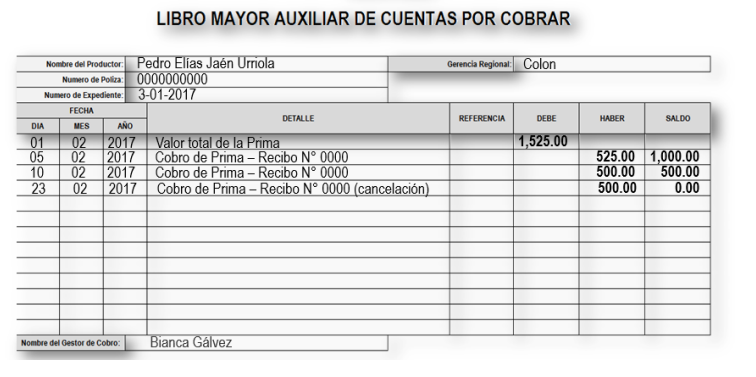 LIBRO MAYOR AUXILIAR DE CUENTAS POR COBRAR
Nombre del Productor: Pedro Elías Jaén Urriola Gerencia Regional: Colon
Numero de Poliza: 0000000000
Numero de Expediente: 3-01-2017
FECHA DETALLE REFERENCIA DEBE HABER SALDO
DIA MES AÑO
01 02 2017 Valor total de la Prima 1,525.00
05 02 2017 Cobro de Prima – Recibo N° 0000 525.00 1,000.00
10 02 2017 Cobro de Prima – Recibo N° 0000 500.00 500.00
23 02 2017 Cobro de Prima – Recibo N° 0000 (cancelación) 500.00 0.00
Nombre del Gestor de Cobro: Bianca Gálvez